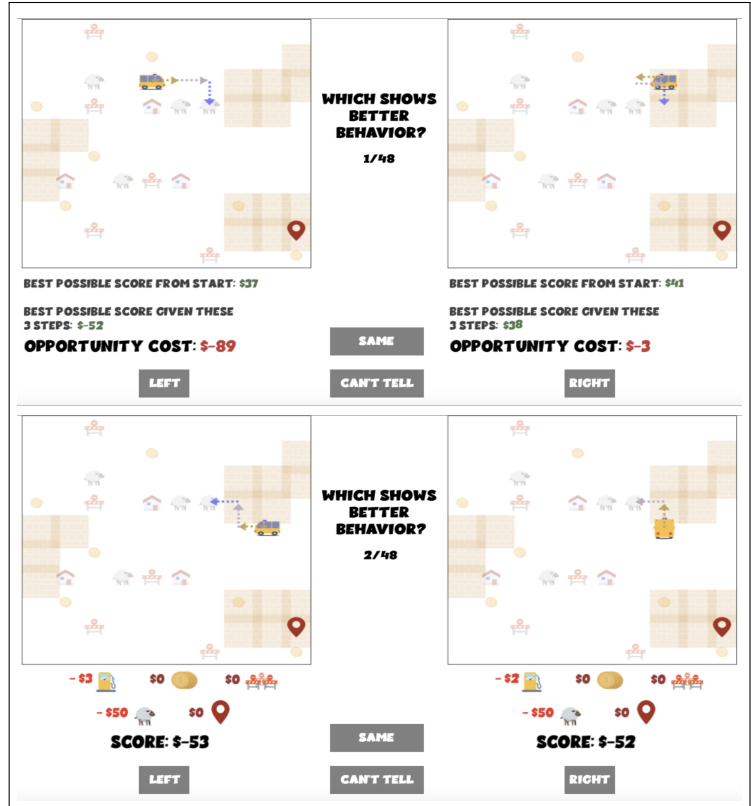 WHICH SHOWS
BETTER
BEHAVIOR?
1/48
BEST POSSIBLE SCORE FROM START: $37
BEST POSSIBLE SCORE GIVEN THESE
3 STEPS: $-52
OPPORTUNITY COST: $-89
BEST POSSIBLE SCORE FROM START: $41
BEST POSSIBLE SCORE GIVEN THESE
3 STEPS: $38
OPPORTUNITY COST: $-3
SAME
LEFT
CAN'T TELL
RIGHT
WHICH SHOWS
BETTER
BEHAVIOR?
2/48
- $3 $0 $0
- $50 $0
SCORE: $-53
- $2 $0 $0
- $50 $0
SCORE: $-52
SAME
LEFT
CAN'T TELL
RIGHT